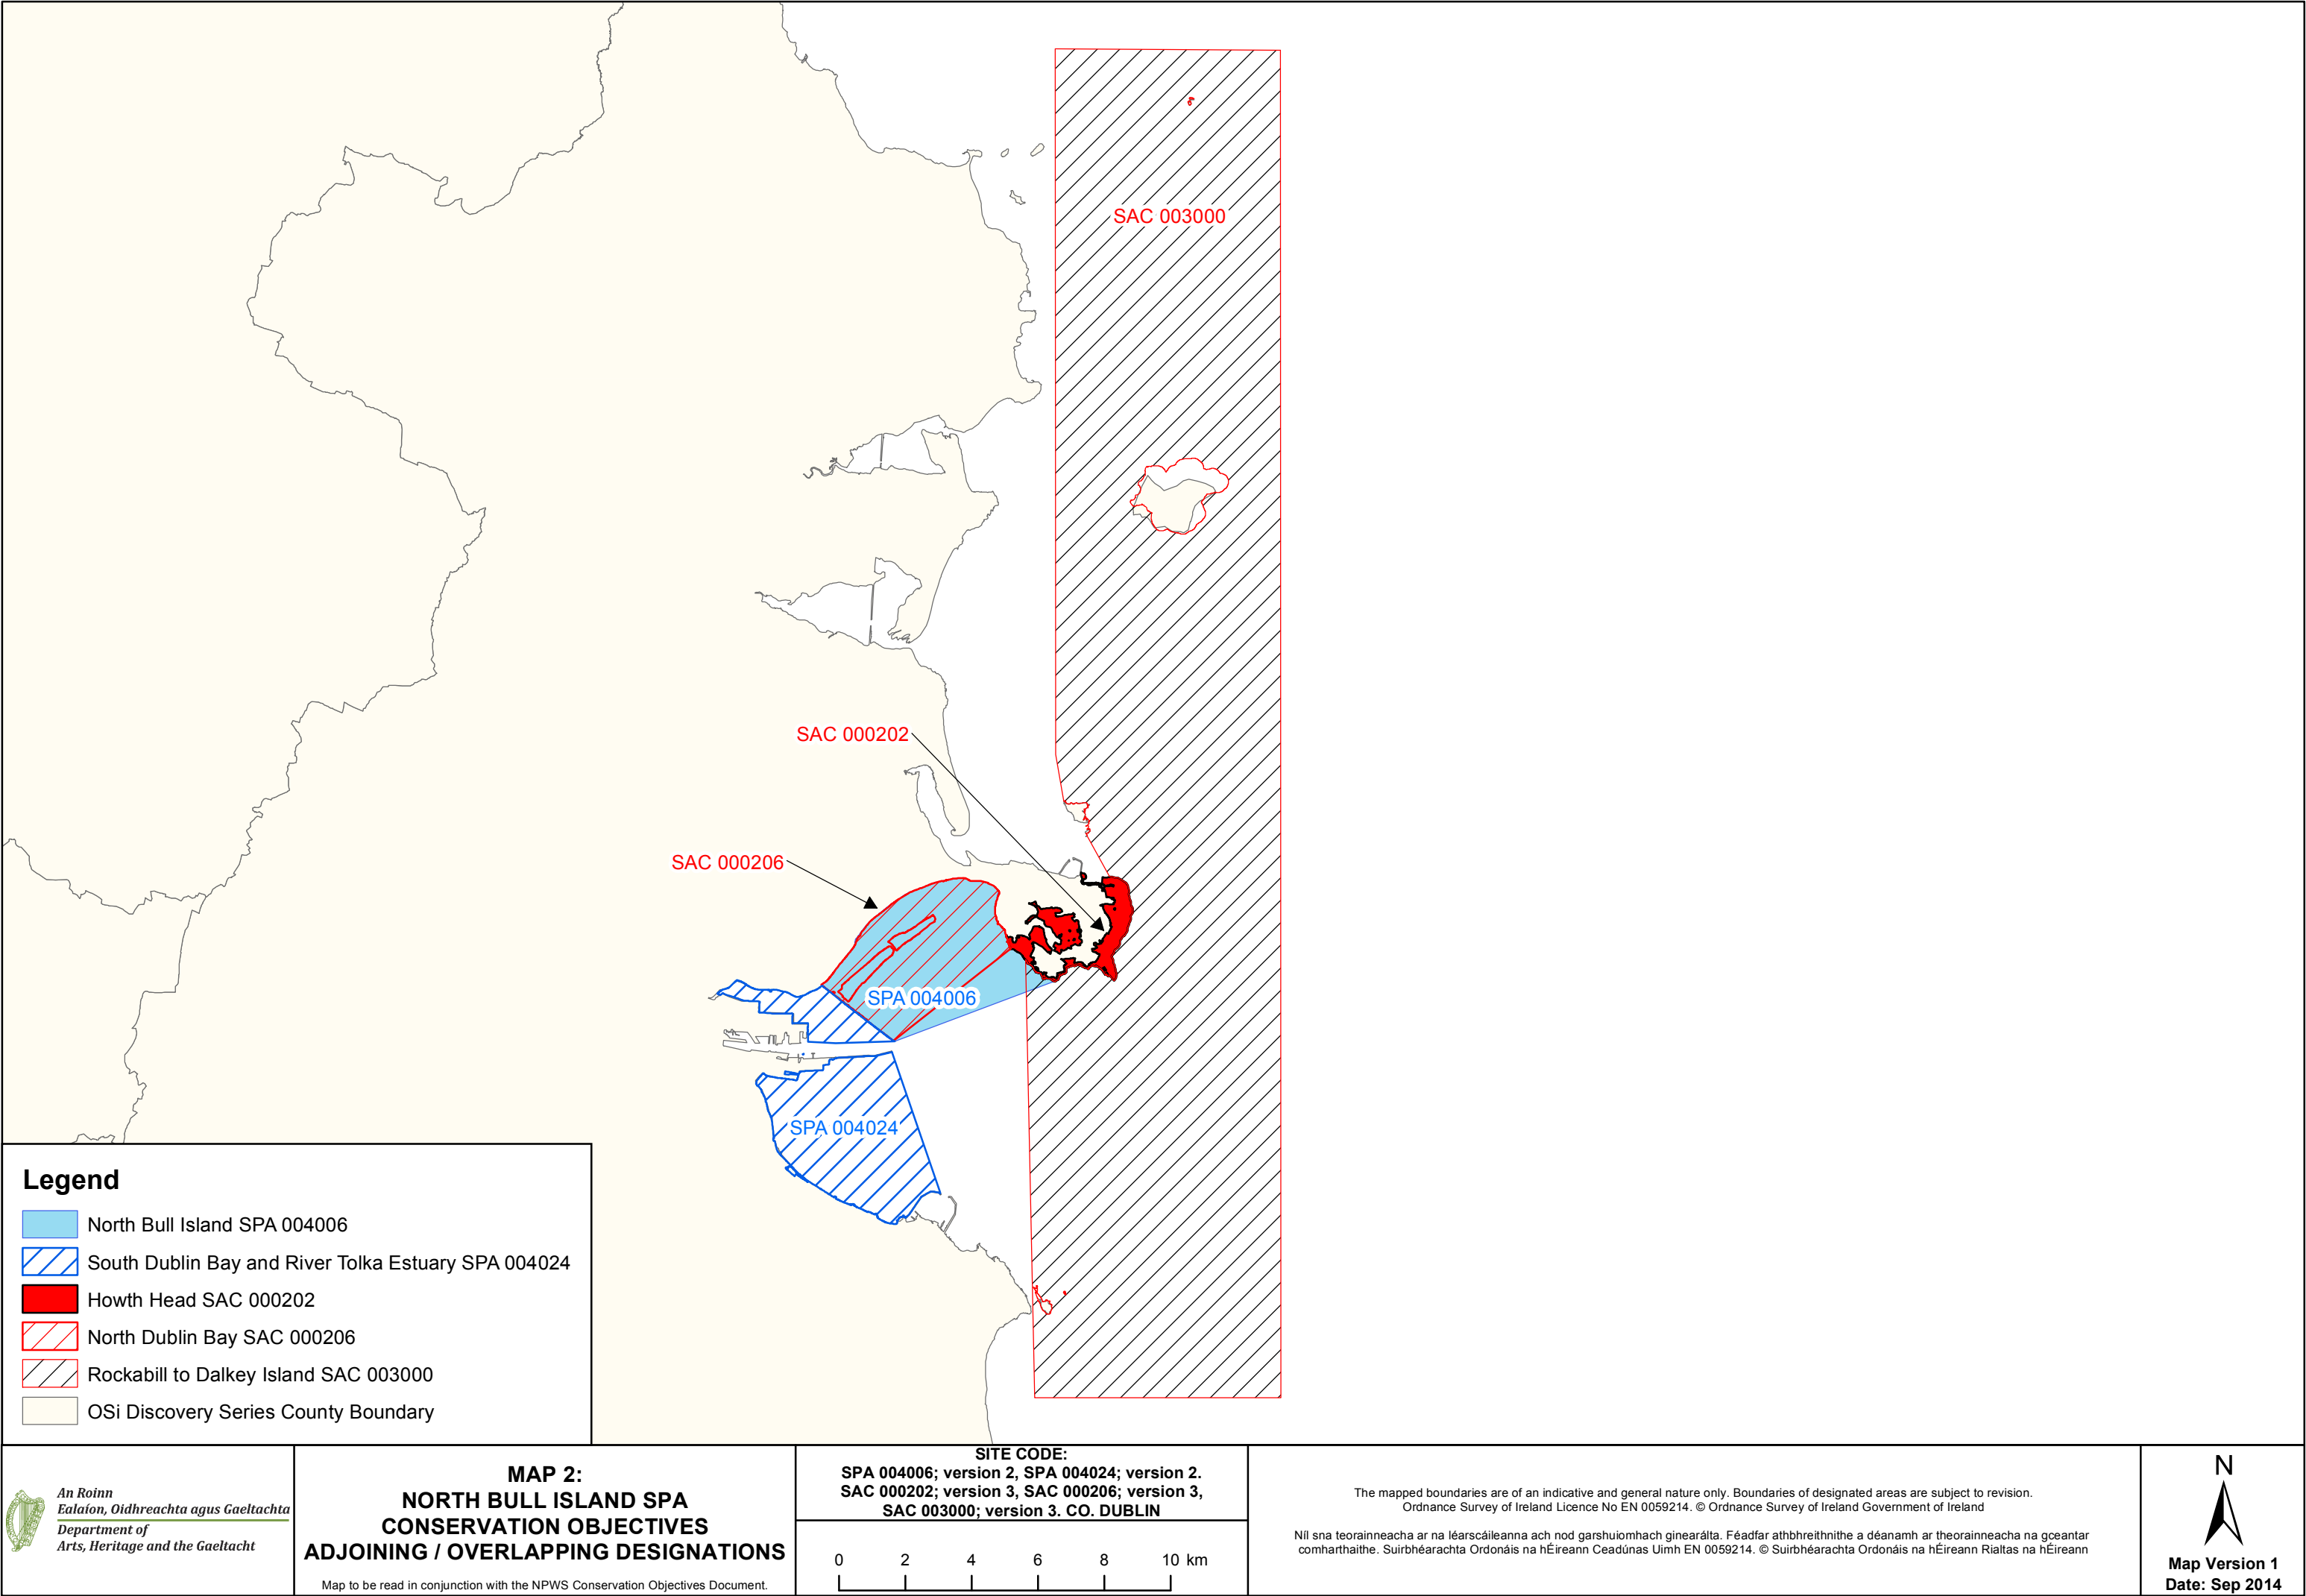 SAC 003000
SAC 000202
SAC 000206
SPA 004006
SPA 004024
Legend
North Bull Island SPA 004006
South Dublin Bay and River Tolka Estuary SPA 004024
Howth Head SAC 000202
North Dublin Bay SAC 000206
Rockabill to Dalkey Island SAC 003000
OSi Discovery Series County Boundary
An Roinn
Ealaíon, Oidhreachta agus Gaeltachta
Department of
Arts, Heritage and the Gaeltacht
MAP 2:
NORTH BULL ISLAND SPA
CONSERVATION OBJECTIVES
ADJOINING / OVERLAPPING DESIGNATIONS
Map to be read in conjunction with the NPWS Conservation Objectives Document.
SITE CODE:
SPA 004006; version 2, SPA 004024; version 2.
SAC 000202; version 3, SAC 000206; version 3,
SAC 003000; version 3. CO. DUBLIN
0 2 4 6 8 10 km
The mapped boundaries are of an indicative and general nature only. Boundaries of designated areas are subject to revision.
Ordnance Survey of Ireland Licence No EN 0059214. © Ordnance Survey of Ireland Government of Ireland
Níl sna teorainneacha ar na léarscáileanna ach nod garshuiomhach ginearálta. Féadfar athbhreithnithe a déanamh ar theorainneacha na gceantar
comharthaithe. Suirbhéarachta Ordonáis na hÉireann Ceadúnas Uimh EN 0059214. © Suirbhéarachta Ordonáis na hÉireann Rialtas na hÉireann
N
Map Version 1
Date: Sep 2014